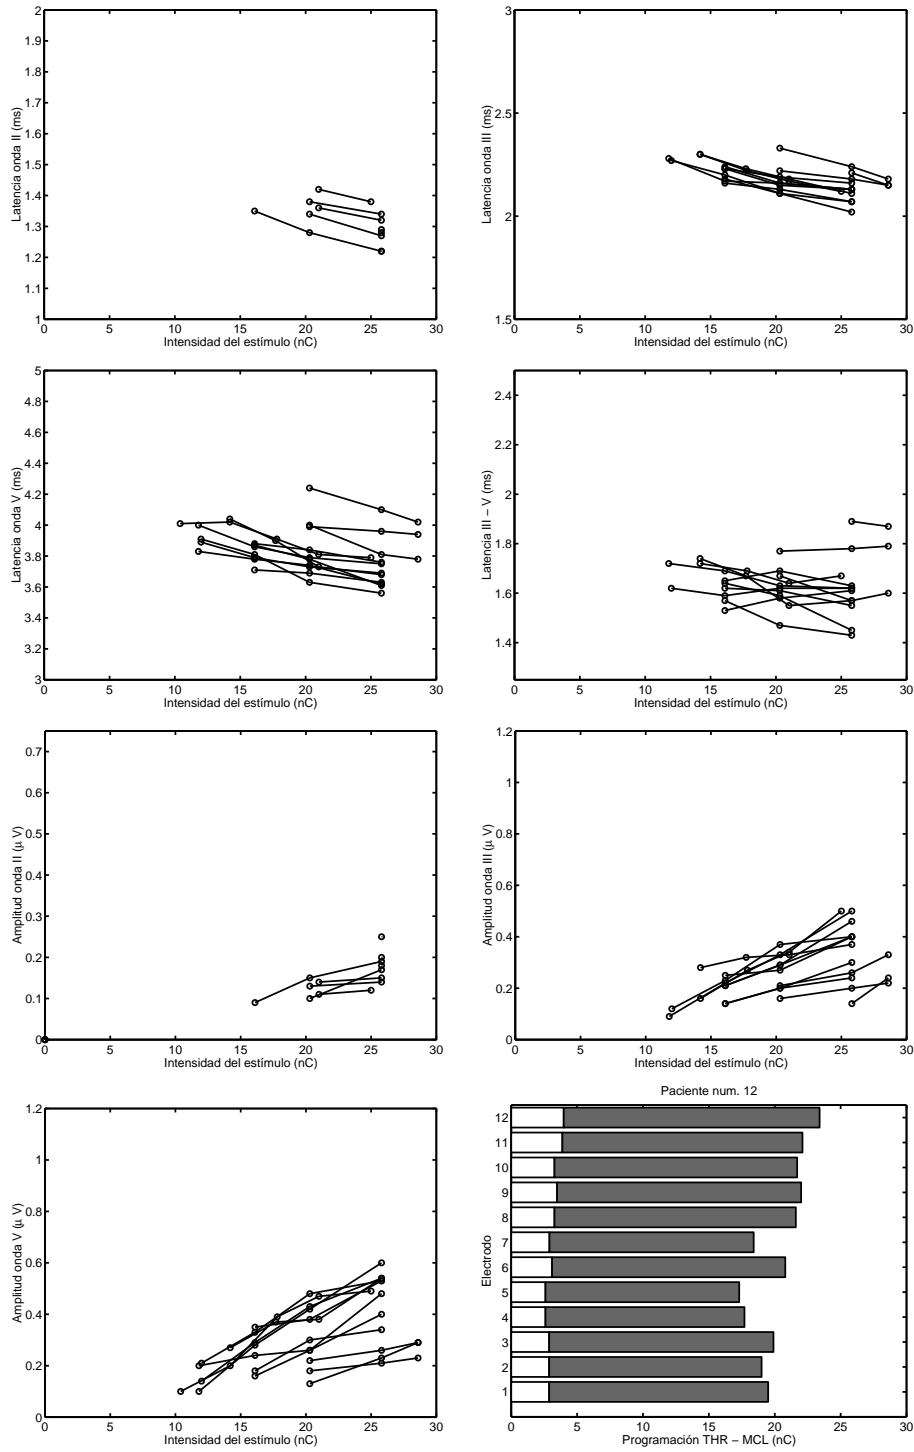 2
1.9
1.8
1.7
1.6
1.5
1.4
1.3
1.2
1.1
1
Latencia onda II (ms)
0 5 10 15 20 25 30
Intensidad del estímulo (nC)
3
2.5
2
1.5
Latencia onda III (ms)
0 5 10 15 20 25 30
Intensidad del estímulo (nC)
5
4.8
4.6
4.4
4.2
4
3.8
3.6
3.4
3.2
3
Latencia onda V (ms)
0 5 10 15 20 25 30
Intensidad del estímulo (nC)
2.4
2.2
2
1.8
1.6
1.4
Latencia III – V (ms)
0 5 10 15 20 25 30
Intensidad del estímulo (nC)
0.7
0.6
0.5
0.4
0.3
0.2
0.1
0
Amplitud onda II (μ V)
0 5 10 15 20 25 30
Intensidad del estímulo (nC)
1.2
1
0.8
0.6
0.4
0.2
0
Amplitud onda III (μ V)
0 5 10 15 20 25 30
Intensidad del estímulo (nC)
1.2
1
0.8
0.6
0.4
0.2
0
Amplitud onda V (μ V)
0 5 10 15 20 25 30
Intensidad del estímulo (nC)
Paciente num. 12
12
11
10
9
8
7
6
5
4
3
2
1
Electrodo
0 5 10 15 20 25 30
Programación THR – MCL (nC)